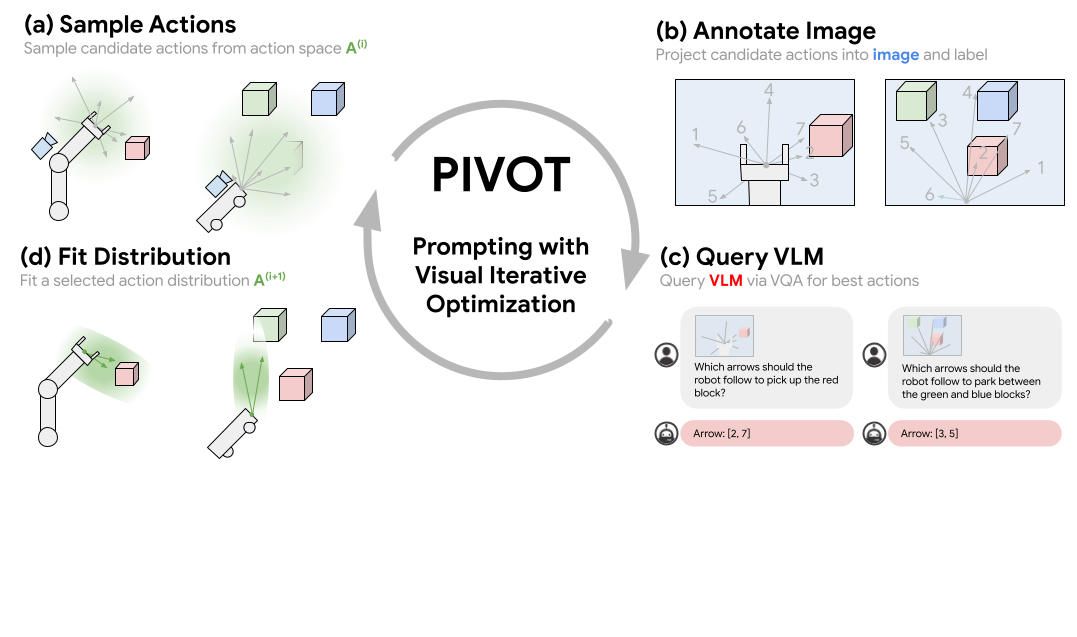 (a) Sample Actions
Sample candidate actions from action space A(i)
(b) Annotate Image
Project candidate actions into image and label
4
1
6
7
2
3
5
4
3
7
5
2
1
6
PIVOT
Prompting with
Visual Iterative
Optimization
(d) Fit Distribution
Fit a selected action distribution A(i+1)
(c) Query VLM
Query VLM via VQA for best actions
Which arrows should the
robot follow to pick up the red
block?
Arrow: [2, 7]
Which arrows should the
robot follow to park between
the green and blue blocks?
Arrow: [3, 5]